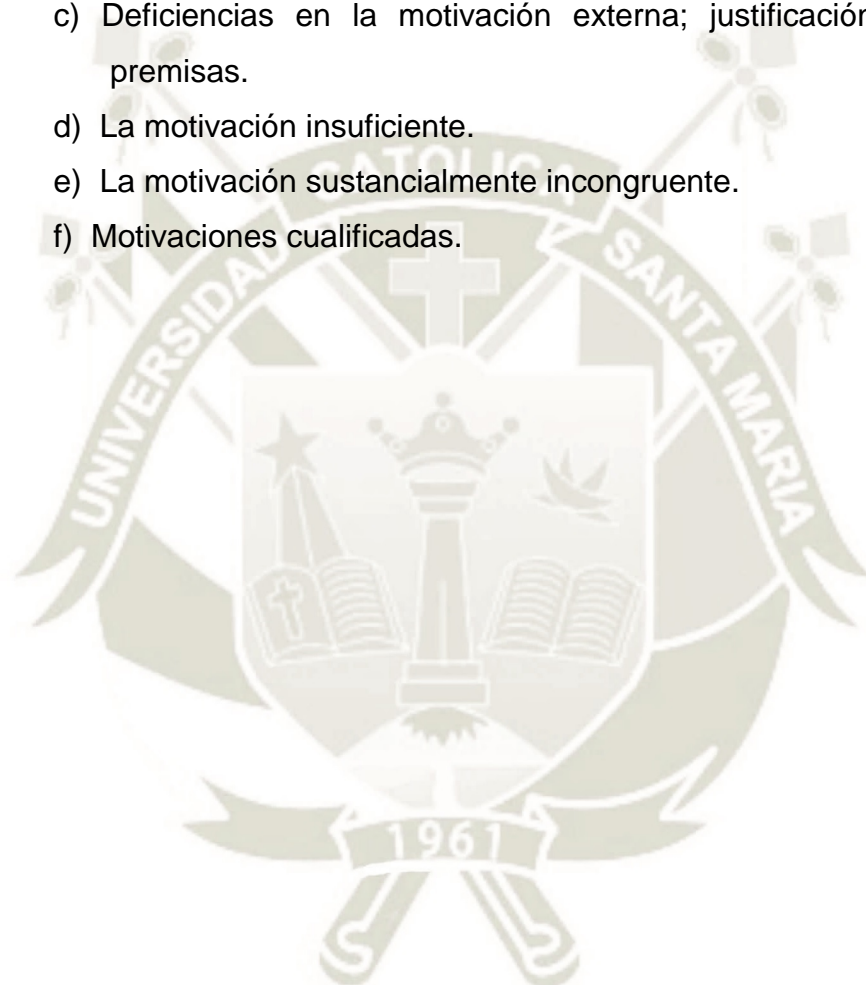 c) Deficiencias en la motivación externa; justificación
premisas.
d) La motivación insuficiente.
e) La motivación sustancialmente incongruente.
f) Motivaciones cualificadas.
UNIVERSIDAD CATOLICA SANTA MARIA
1961